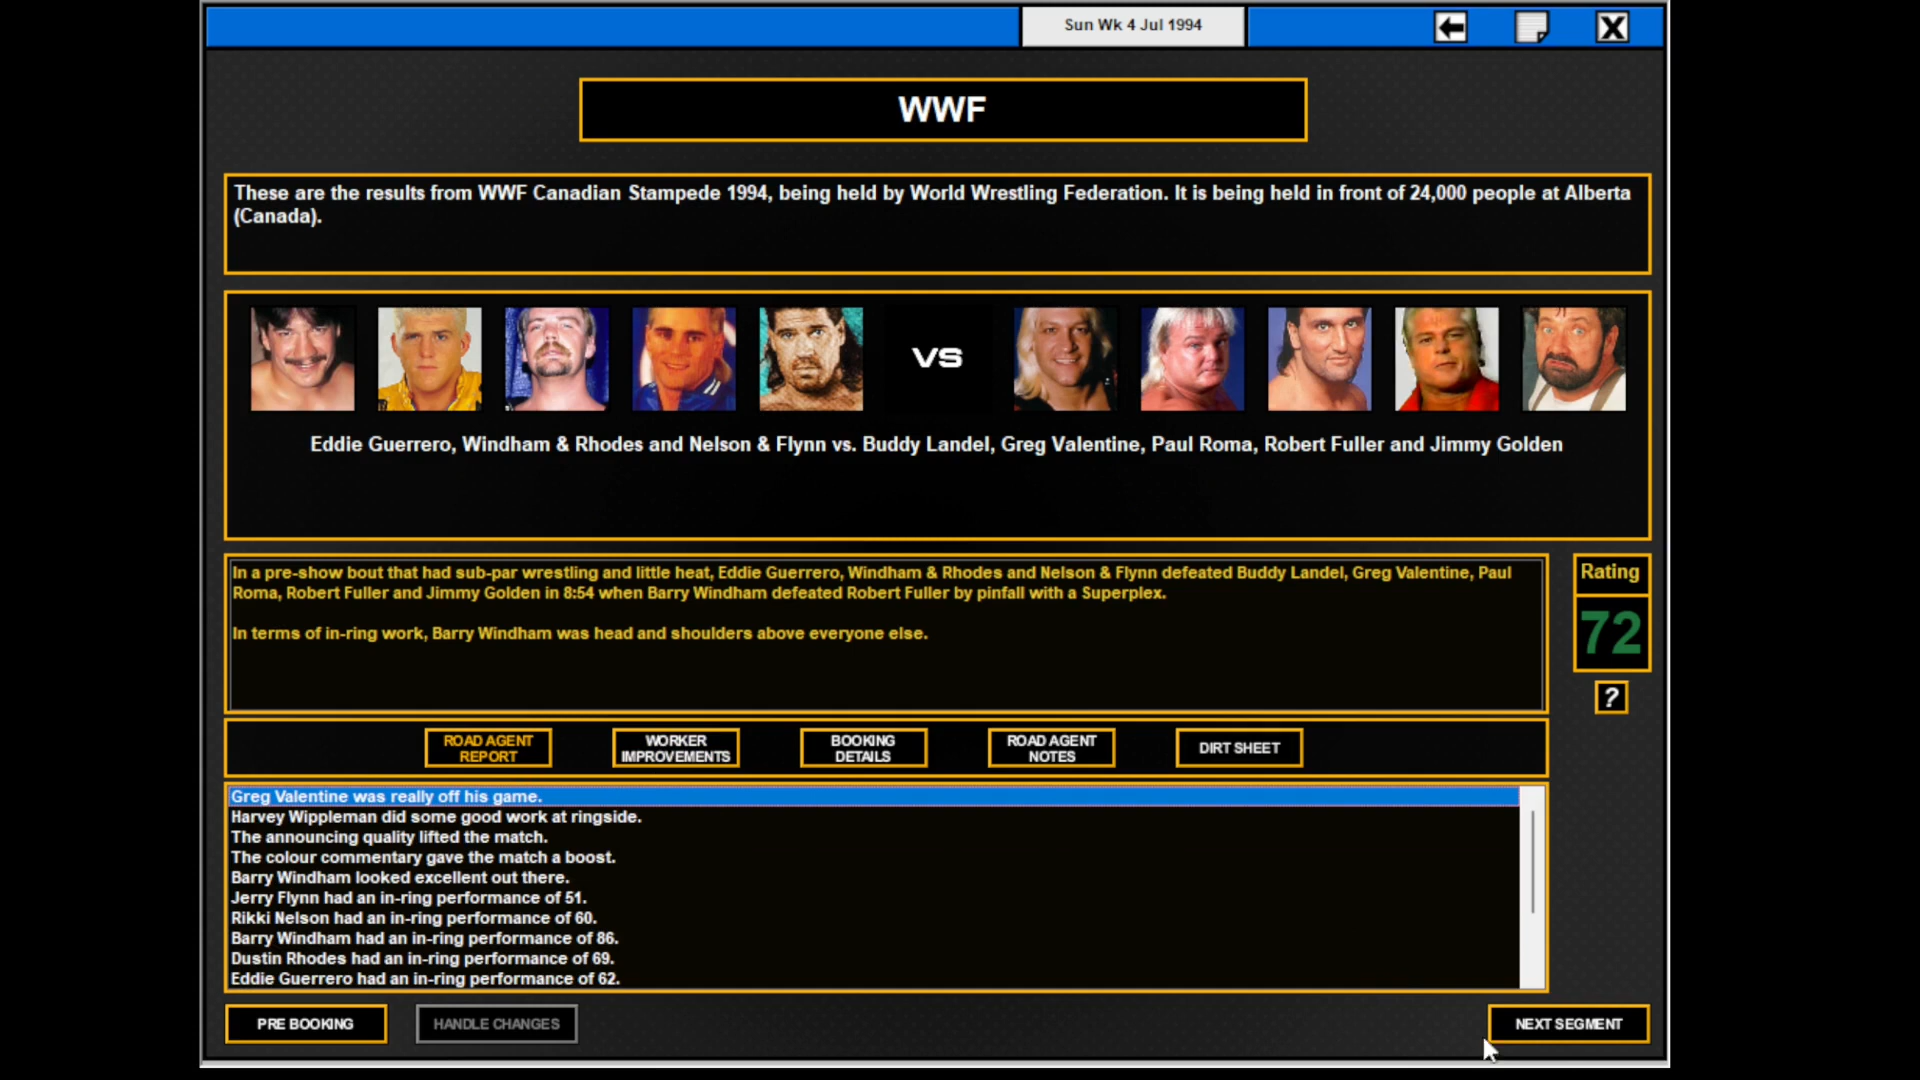 Sun Wk 4 Jul 1994
WWF
These are the results from WWF Canadian Stampede 1994, being held by World Wrestling Federation. It is being held in front of 24,000 people at Alberta
(Canada).
VS
Eddie Guerrero, Windham & Rhodes and Nelson & Flynn vs. Buddy Landel, Greg Valentine, Paul Roma, Robert Fuller and Jimmy Golden
In a pre-show bout that had sub-par wrestling and little heat, Eddie Guerrero, Windham & Rhodes and Nelson & Flynn defeated Buddy Landel, Greg Valentine, Paul
Roma, Robert Fuller and Jimmy Golden in 8:54 when Barry Windham defeated Robert Fuller by pinfall with a Superplex.
In terms of in-ring work, Barry Windham was head and shoulders above everyone else.
Rating
72
?
ROAD AGENT
REPORT
WORKER
IMPROVEMENTS
BOOKING
DETAILS
ROAD AGENT
NOTES
DIRT SHEET
Greg Valentine was really off his game.
Harvey Wippleman did some good work at ringside.
The announcing quality lifted the match.
The colour commentary gave the match a boost.
Barry Windham looked excellent out there.
Jerry Flynn had an in-ring performance of 51.
Rikki Nelson had an in-ring performance of 60.
Barry Windham had an in-ring performance of 86.
Dustin Rhodes had an in-ring performance of 69.
Eddie Guerrero had an in-ring performance of 62.
PRE BOOKING
HANDLE CHANGES
NEXT SEGMENT